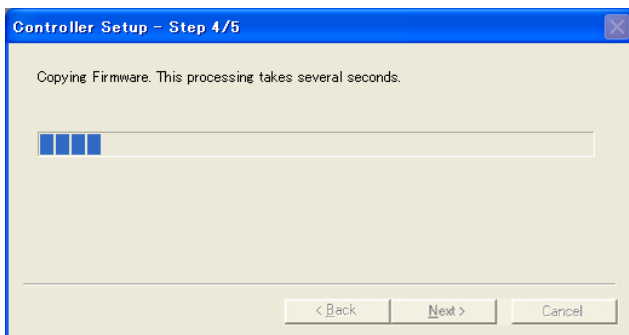 Controller Setup - Step 4/5
Copying Firmware. This processing takes several seconds.
< Back
Next >
Cancel